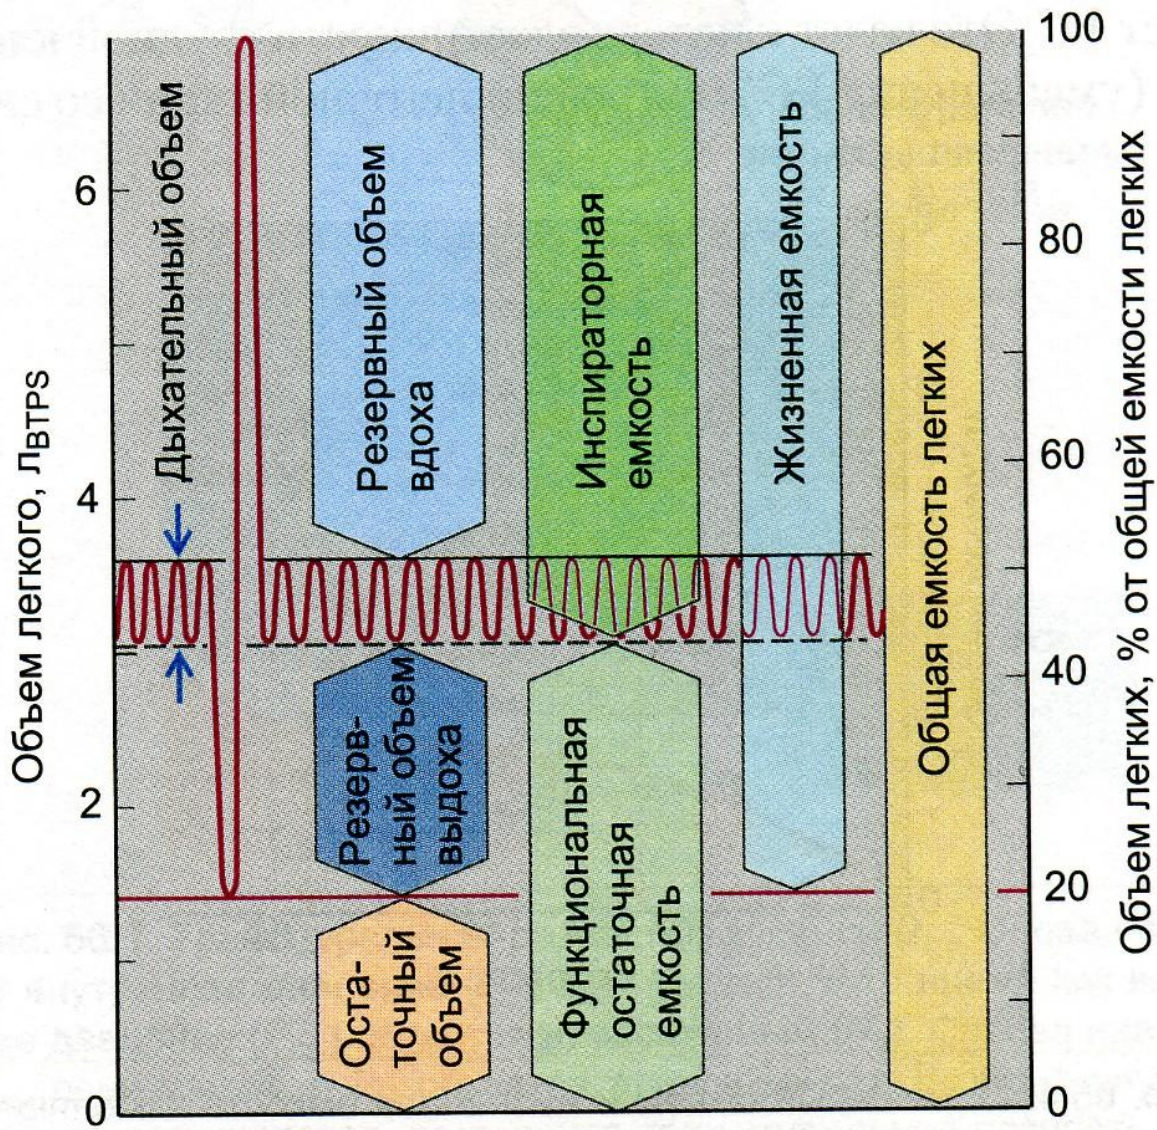 Объем легкого, лBTPS
6
4
2
0
Дыхательный объем
Резервный объем
вдоха
Резерв-
ный объем
выдоха
Оста-
точный
объем
Инспираторная
емкость
Функциональная
остаточная
емкость
Жизненная емкость
Общая емкость легких
100
80
60
40
20
0
Объем легких, % от общей емкости легких